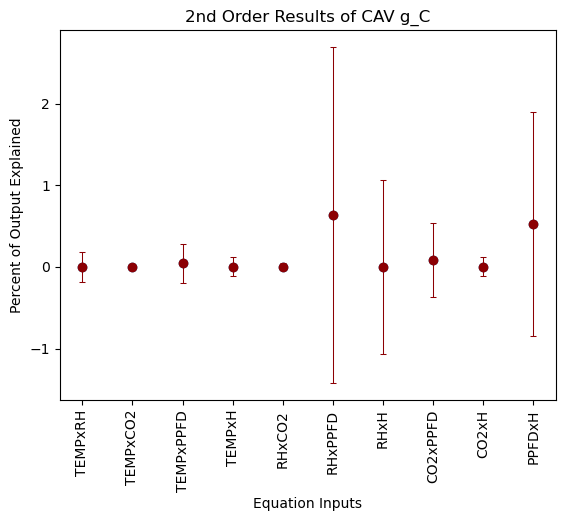 2nd Order Results of CAV g_C
Percent of Output Explained
2
1
0
−1
TEMPxRH
TEMPxCO2
TEMPxPPFD
TEMPxH
RHxCO2
RHxPPFD
RHxH
CO2xPPFD
CO2xH
PPFDxH
Equation Inputs